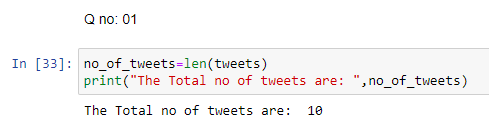 Q no: 01
In [33]: no_of_tweets=len(tweets)
print("The Total no of tweets are: ",no_of_tweets)
The Total no of tweets are:  10